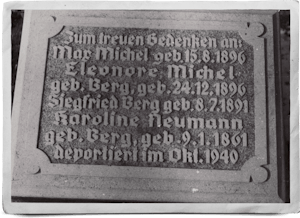 Zum treuen Gedenken an:
Max Michel geb. 15.8.1896
Eleonore Michel
geb. Berg, geb. 24.12.1896
Siegfried Berg geb. 8.7.1891
Karoline Neumann
geb. Berg, geb. 9.1.1861
deportiert im Okt. 1940